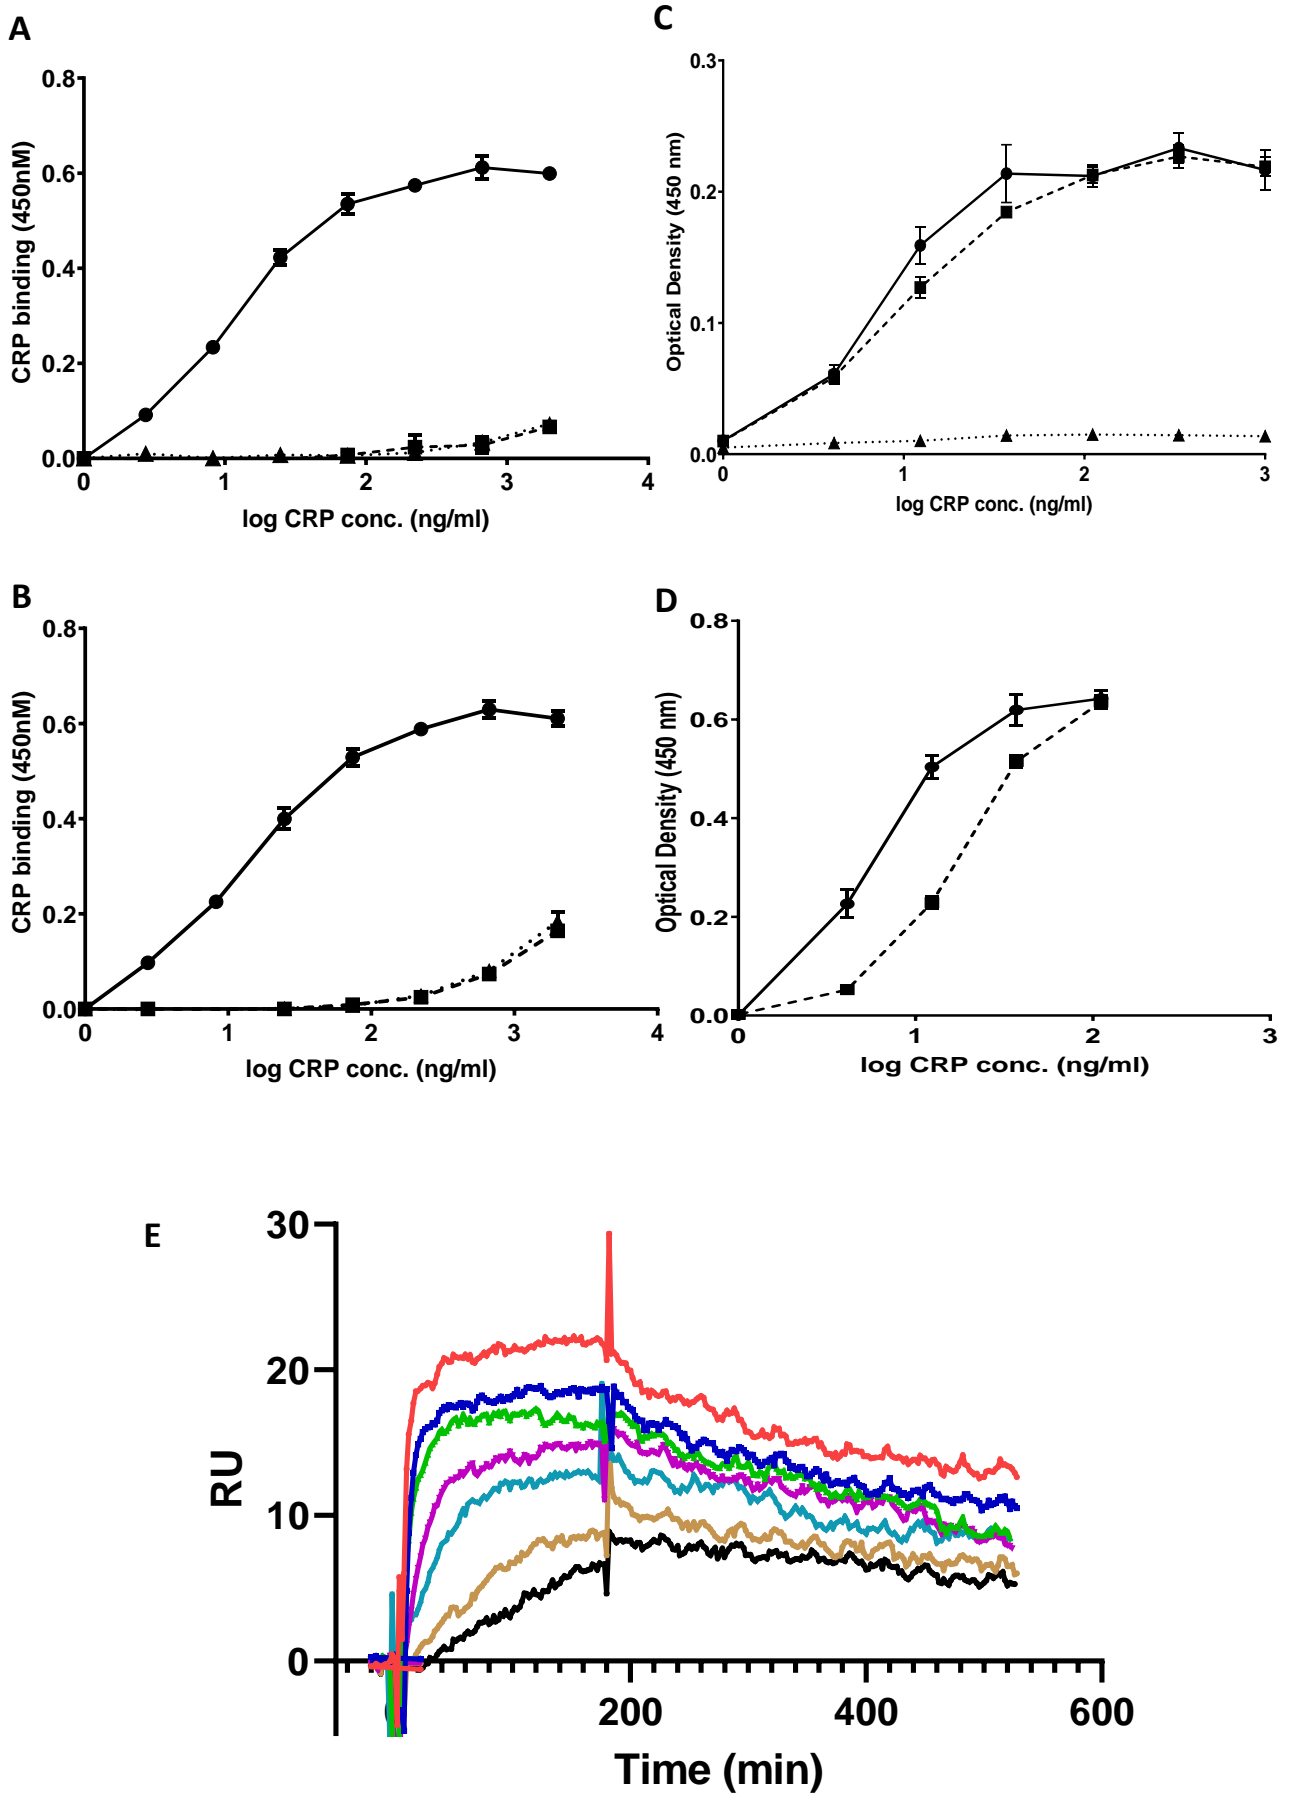 A
CRP binding (450nM)
0.8
0.6
0.4
0.2
0.0
0 1 2 3 4
log CRP conc. (ng/ml)
C
Optical Density (450 nm)
0.3
0.2
0.1
0.0
0 1 2 3
log CRP conc. (ng/ml)
B
CRP binding (450nM)
0.8
0.6
0.4
0.2
0.0
0 1 2 3 4
log CRP conc. (ng/ml)
D
Optical Density (450 nm)
0.8
0.6
0.4
0.2
0.0
0 1 2 3
log CRP conc. (ng/ml)
E
RU
30
20
10
0
200 400 600
Time (min)